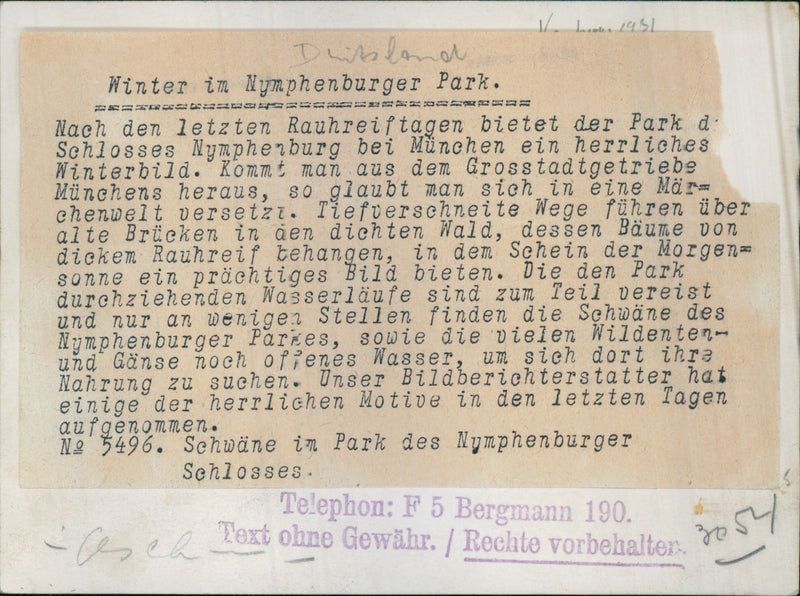 1931
Duitsland
Winter im Nymphenburger Park.
Nach den letzten Rauhreiftagen bietet der Park d
Schlosses Nymphenburg bei München ein herrliches
Winterbild. Kommt man aus dem Grosstadtgetriebe
Münchens heraus, so glaubt man sich in eine Mär=
chenwelt versetzt. Tiefverschneite Wege führen über
alte Brücken in den dichten Wald, dessen Bäume von
dickem Rauhreif behangen, in dem Schein der Morgen=
sonne ein prächtiges Bild bieten. Die den Park
durchziehenden Wasserläufe sind zum Teil vereist
und nur an wenigen Stellen finden die Schwäne des
Nymphenburger Parkes, sowie die vielen Wildenten-
und Gänse noch offenes Wasser, um sich dort ihre
Nahrung zu suchen. Unser Bildberichterstatter hat
einige der herrlichen Motive in den letzten Tagen
aufgenommen.
№ 5496. Schwäne im Park des Nymphenburger
Schlosses.
Telephon: F 5 Bergmann 190.
Text ohne Gewähr. / Rechte vorbehalten.
54